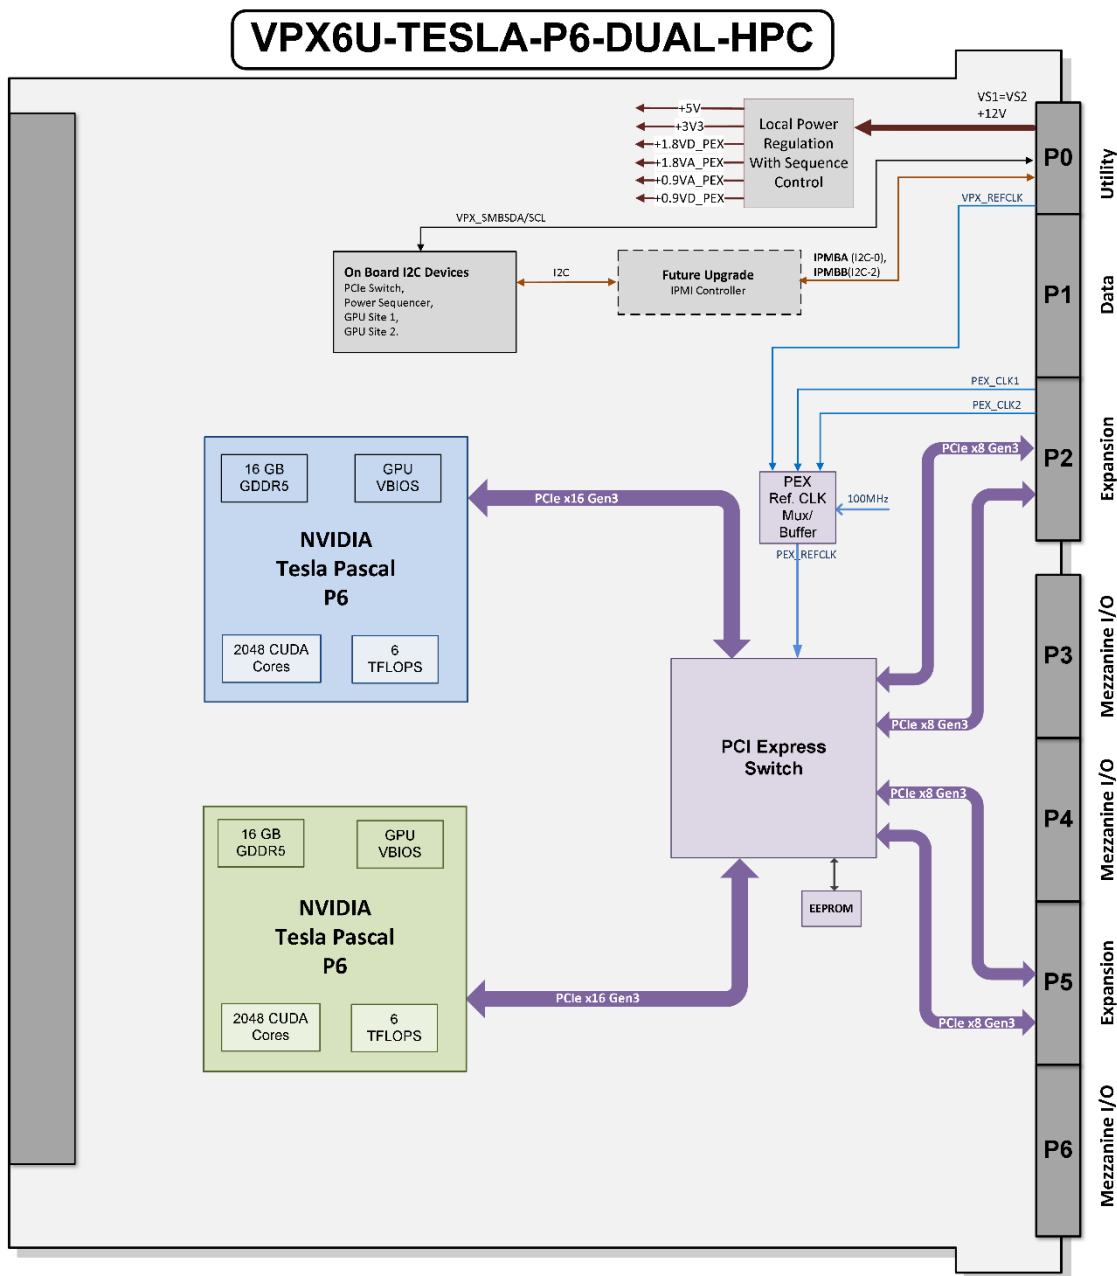 VPX6U-TESLA-P6-DUAL-HPC
VS1=VS2
+12V
+5V
+3V3
+1.8VD_PEX
+1.8VA_PEX
+0.9VA_PEX
+0.9VD_PEX
Local Power
Regulation
With Sequence
Control
P0
Utility
VPX_REFCLK
VPX_SMBSDA/SCL
On Board I2C Devices
PCIe Switch,
Power Sequencer,
GPU Site 1,
GPU Site 2.
I2C
Future Upgrade
IPMI Controller
IPMBA (I2C-0),
IPMBB(I2C-2)
P1
Data
PEX_CLK1
PEX_CLK2
PCIe x8 Gen3
P2
Expansion
16 GB
GDDR5
GPU
VBIOS
NVIDIA
Tesla Pascal
P6
2048 CUDA
Cores
6
TFLOPS
PCIe x16 Gen3
PEX
Ref. CLK
Mux/
Buffer
100MHz
PEX_REFCLK
P3
Mezzanine I/O
PCIe x8 Gen3
PCI Express
Switch
PCIe x8 Gen3
P4
Mezzanine I/O
16 GB
GDDR5
GPU
VBIOS
NVIDIA
Tesla Pascal
P6
2048 CUDA
Cores
6
TFLOPS
PCIe x16 Gen3
EEPROM
P5
Expansion
PCIe x8 Gen3
P6
Mezzanine I/O